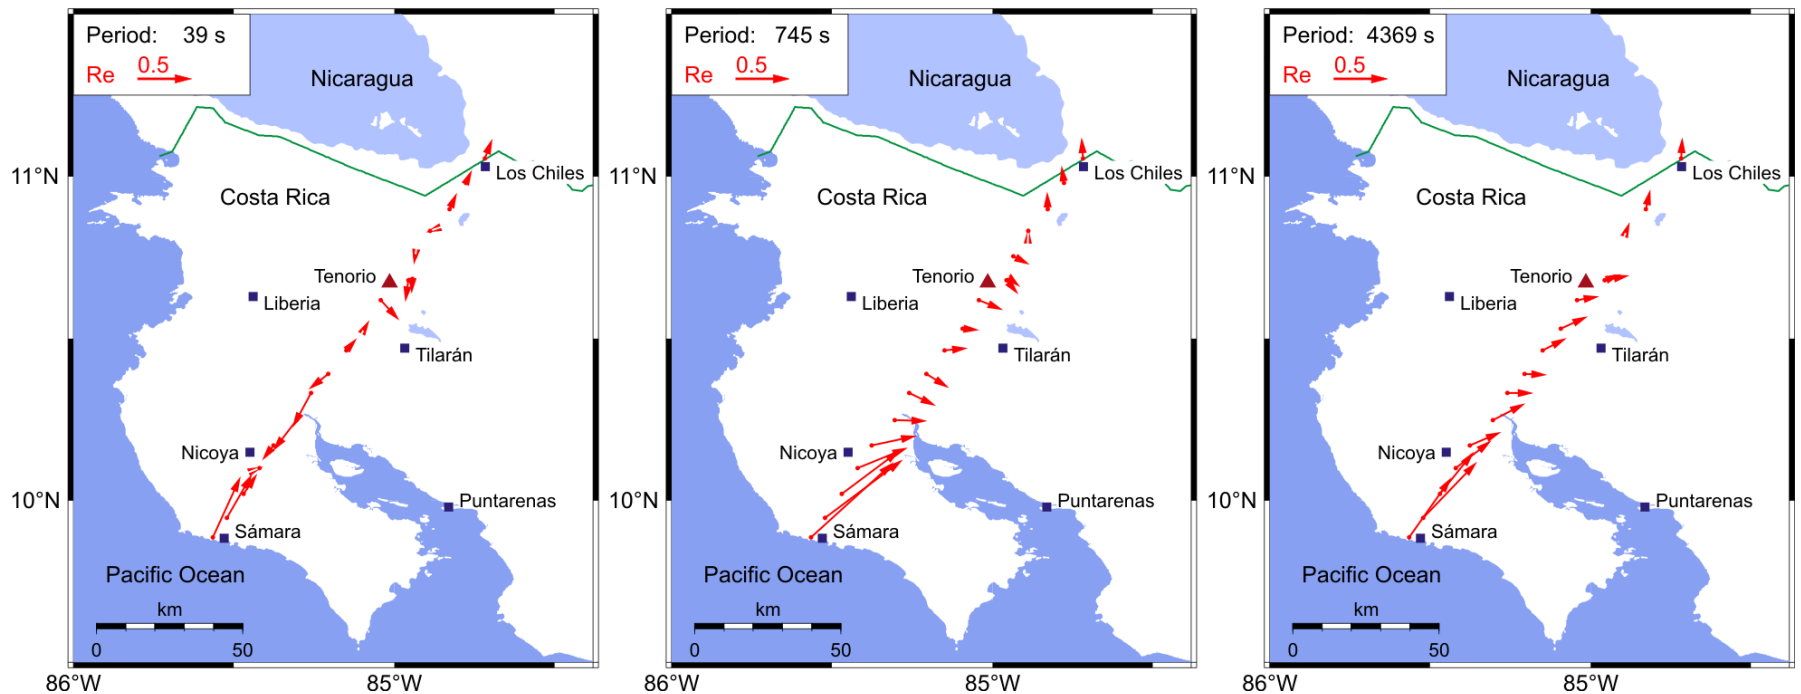 Period: 39 s
Re 0.5
Nicaragua
11°N
Los Chiles
Costa Rica
Tenorio
Liberia
Tilarán
Nicoya
10°N
Puntarenas
Sámara
Pacific Ocean
km
0 50
86°W 85°W
Period: 745 s
Re 0.5
Nicaragua
11°N
Los Chiles
Costa Rica
Tenorio
Liberia
Tilarán
Nicoya
10°N
Puntarenas
Sámara
Pacific Ocean
km
0 50
86°W 85°W
Period: 4369 s
Re 0.5
Nicaragua
11°N
Los Chiles
Costa Rica
Tenorio
Liberia
Tilarán
Nicoya
10°N
Puntarenas
Sámara
Pacific Ocean
km
0 50
86°W 85°W